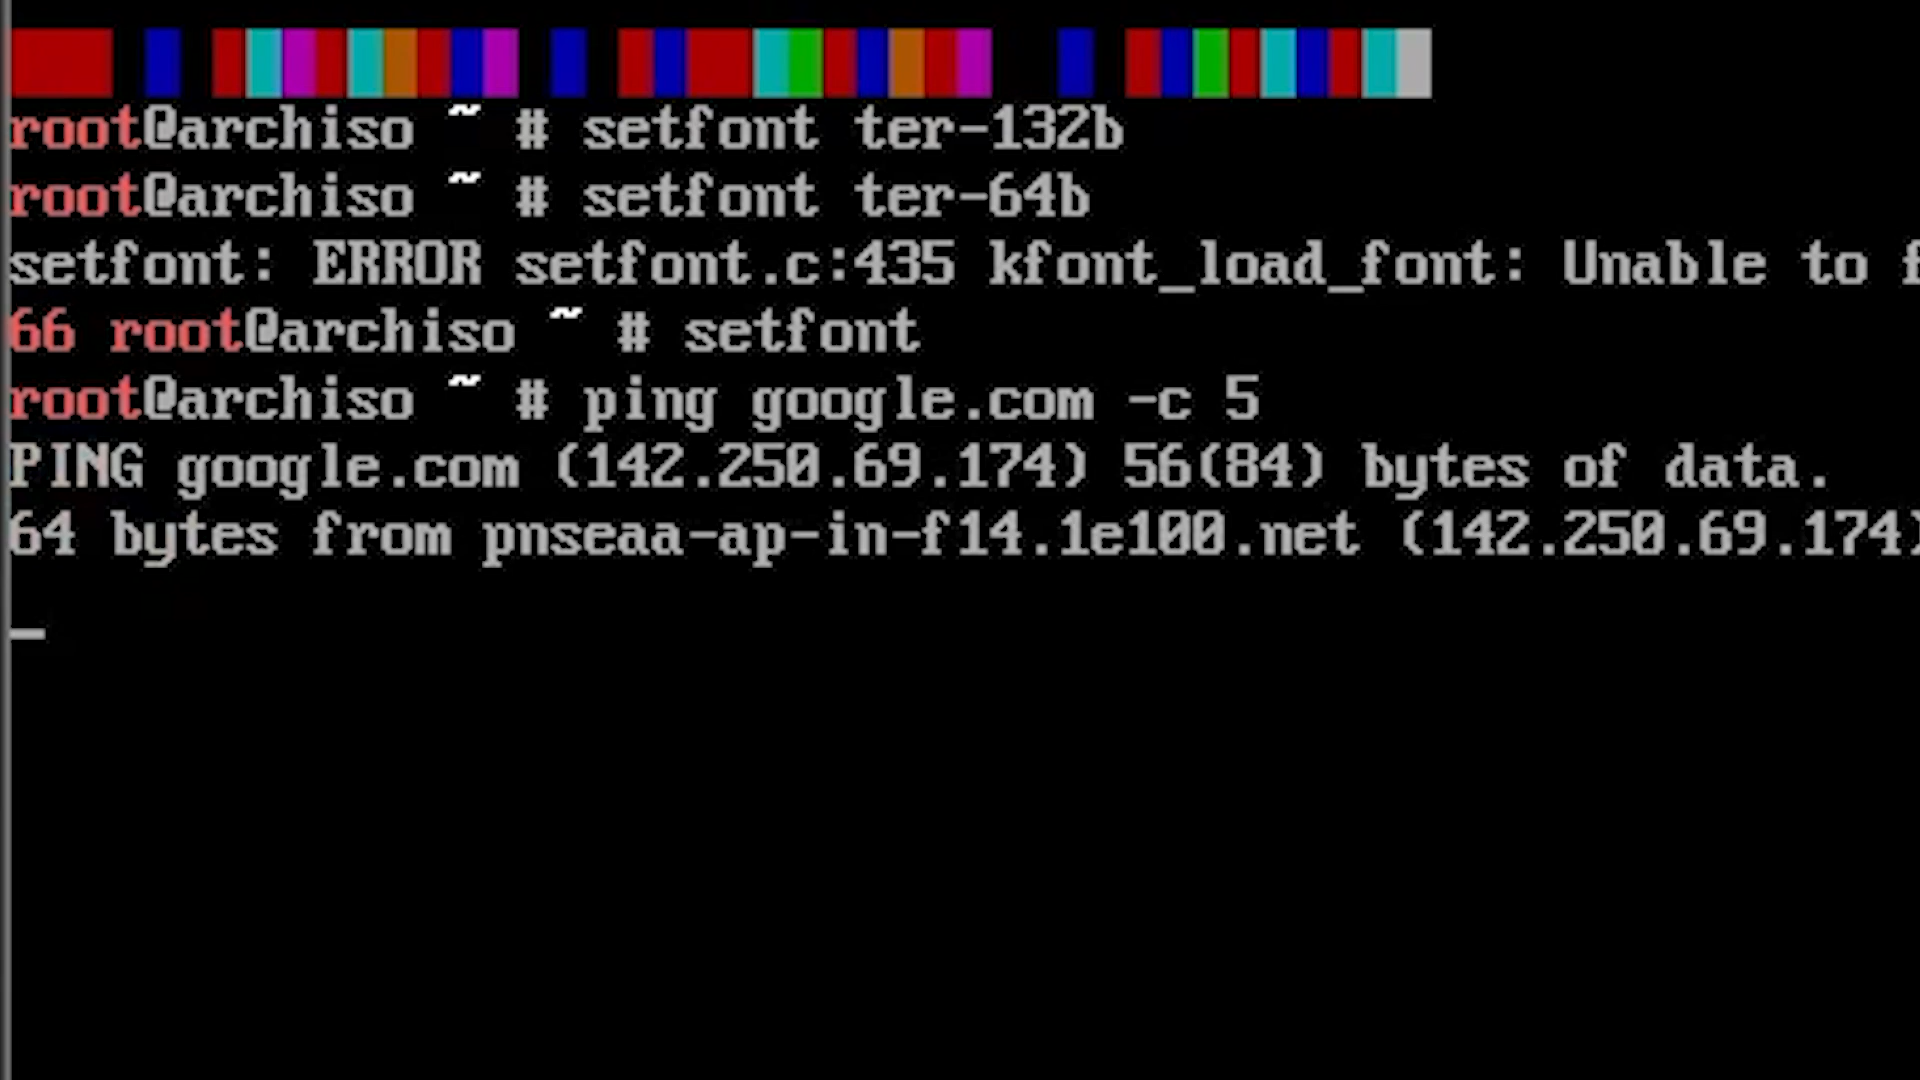 root@archiso ~ # setfont ter-132b
root@archiso ~ # setfont ter-64b
setfont: ERROR setfont.c:435 kfont_load_font: Unable to f
66 root@archiso ~ # setfont
root@archiso ~ # ping google.com -c 5
PING google.com (142.250.69.174) 56(84) bytes of data.
64 bytes from pnseaa-ap-in-f14.1e100.net (142.250.69.174)